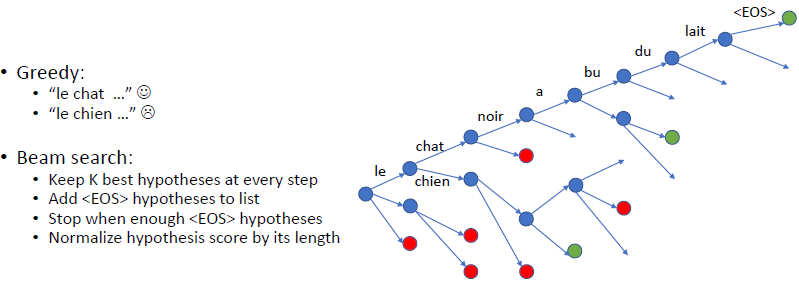 • Greedy:
• “le chat …” ☺
• “le chien …” ☹
• Beam search:
• Keep K best hypotheses at every step
• Add <EOS> hypotheses to list
• Stop when enough <EOS> hypotheses
• Normalize hypothesis score by its length
le
chat
chien
noir
a
bu
du
lait
<EOS>